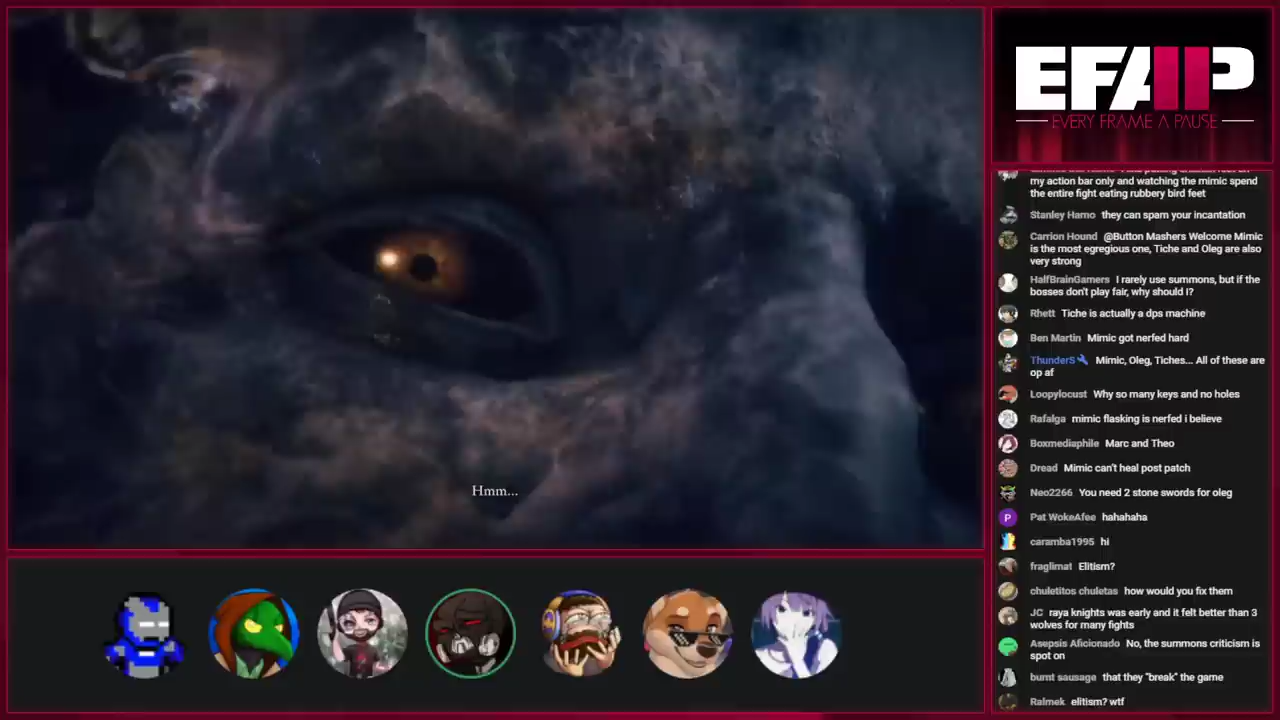 EFAP
EVERY FRAME A PAUSE
my action bar only and watching the mimic spend
the entire fight eating rubbery bird feet
Stanley Hamo they can spam your incantation
Carrion Hound @Button Mashers Welcome Mimic
is the most egregious one, Tiche and Oleg are also
very strong
HalfBrainGamers I rarely use summons, but if the
bosses don't play fair, why should I?
Rhett Tiche is actually a dps machine
Ben Martin Mimic got nerfed hard
ThunderS Mimic, Oleg, Tiches... All of these are
op af
Loopylocust Why so many keys and no holes
Rafalga mimic flasking is nerfed i believe
Boxmediaphile Marc and Theo
Dread Mimic can't heal post patch
Neo2266 You need 2 stone swords for oleg
P Pat WokeAfee hahahaha
caramba1995 hi
fraglimat Elitism?
chuletitos chuletas how would you fix them
JC raya knights was early and it felt better than 3
wolves for many fights
Asepsis Aficionado No, the summons criticism is
spot on
burnt sausage that they "break" the game
Ralmek elitism? wtf
Hmm...